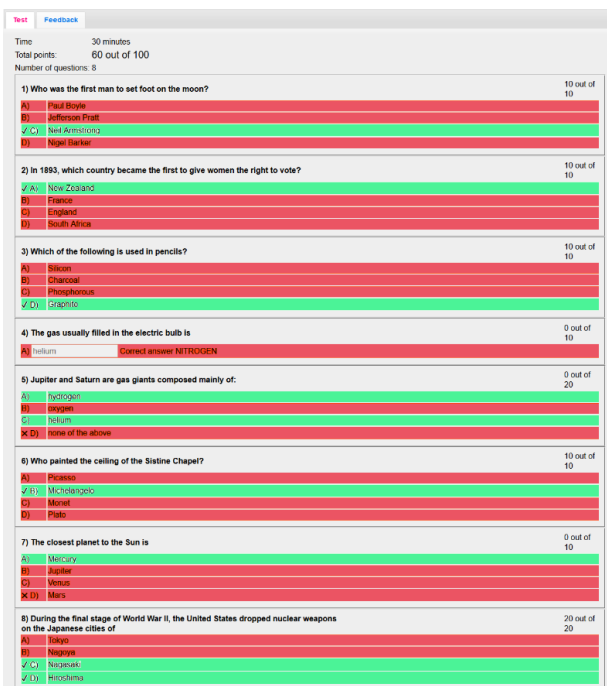 Test Feedback
Time 30 minutes
Total points: 60 out of 100
Number of questions: 8
1) Who was the first man to set foot on the moon? 10 out of
10
A) Paul Boyle
B) Jefferson Pratt
✓ C) Neil Armstrong
D) Nigel Barker
2) In 1893, which country became the first to give women the right to vote? 10 out of
10
✓ A) New Zealand
B) France
C) England
D) South Africa
3) Which of the following is used in pencils? 10 out of
10
A) Silicon
B) Charcoal
C) Phosphorous
✓ D) Graphite
4) The gas usually filled in the electric bulb is 0 out of
10
A) helium Correct answer NITROGEN
5) Jupiter and Saturn are gas giants composed mainly of: 0 out of
20
A) hydrogen
B) oxygen
C) helium
✕ D) none of the above
6) Who painted the ceiling of the Sistine Chapel? 10 out of
10
A) Picasso
✓ B) Michelangelo
C) Monet
D) Plato
7) The closest planet to the Sun is 0 out of
10
A) Mercury
B) Jupiter
C) Venus
✕ D) Mars
8) During the final stage of World War II, the United States dropped nuclear weapons 20 out of
on the Japanese cities of 20
A) Tokyo
B) Nagoya
✓ C) Nagasaki
✓ D) Hiroshima